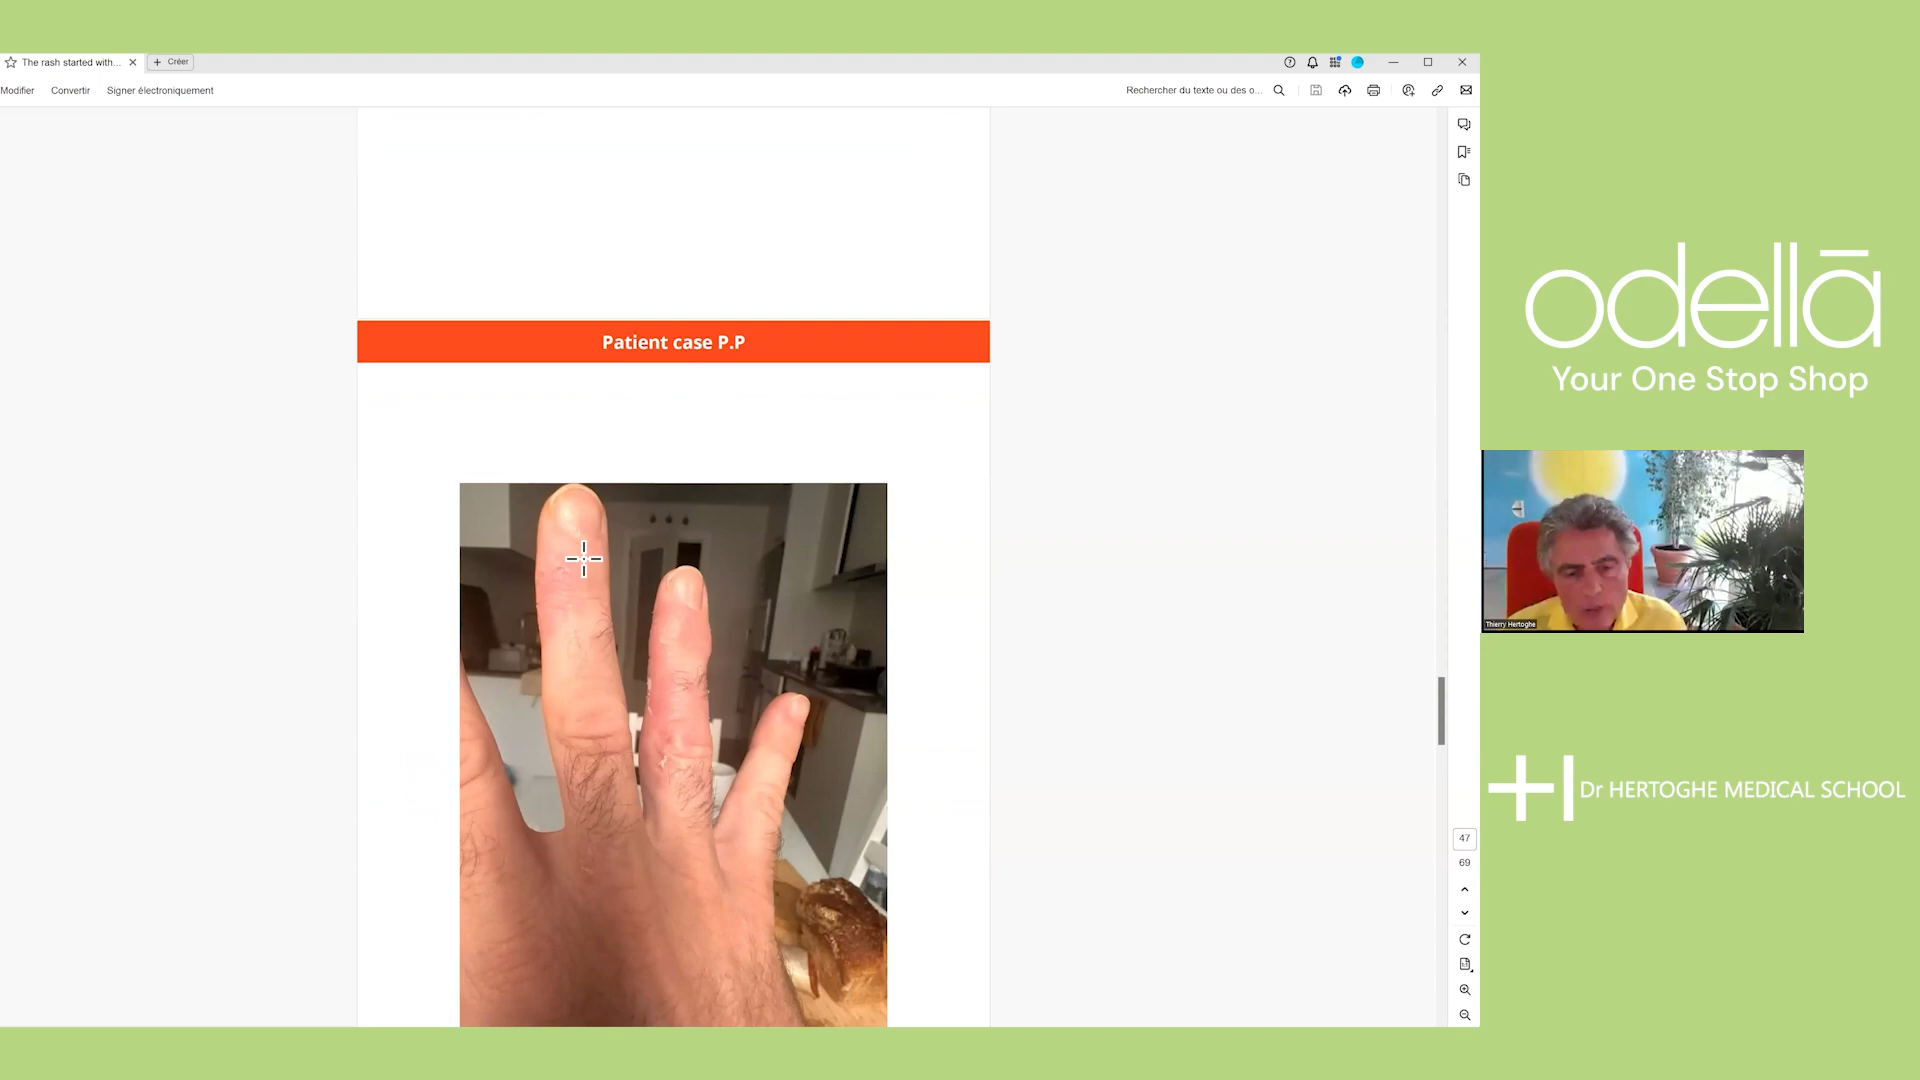 The rash started with...
Créer
Modifier
Convertir
Signer électroniquement
Rechercher du texte ou des o...
Patient case P.P
odellā
Your One Stop Shop
Thierry Hertoghe
Dr HERTOGHE MEDICAL SCHOOL
47
69